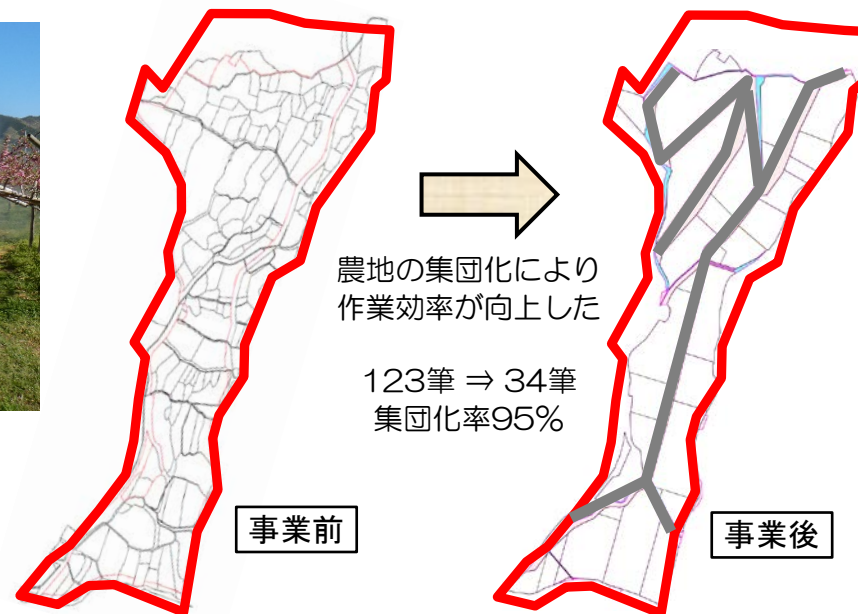 農地の集団化により
作業効率が向上した
123筆 ⇒ 34筆
集団化率95%
事業前
事業後